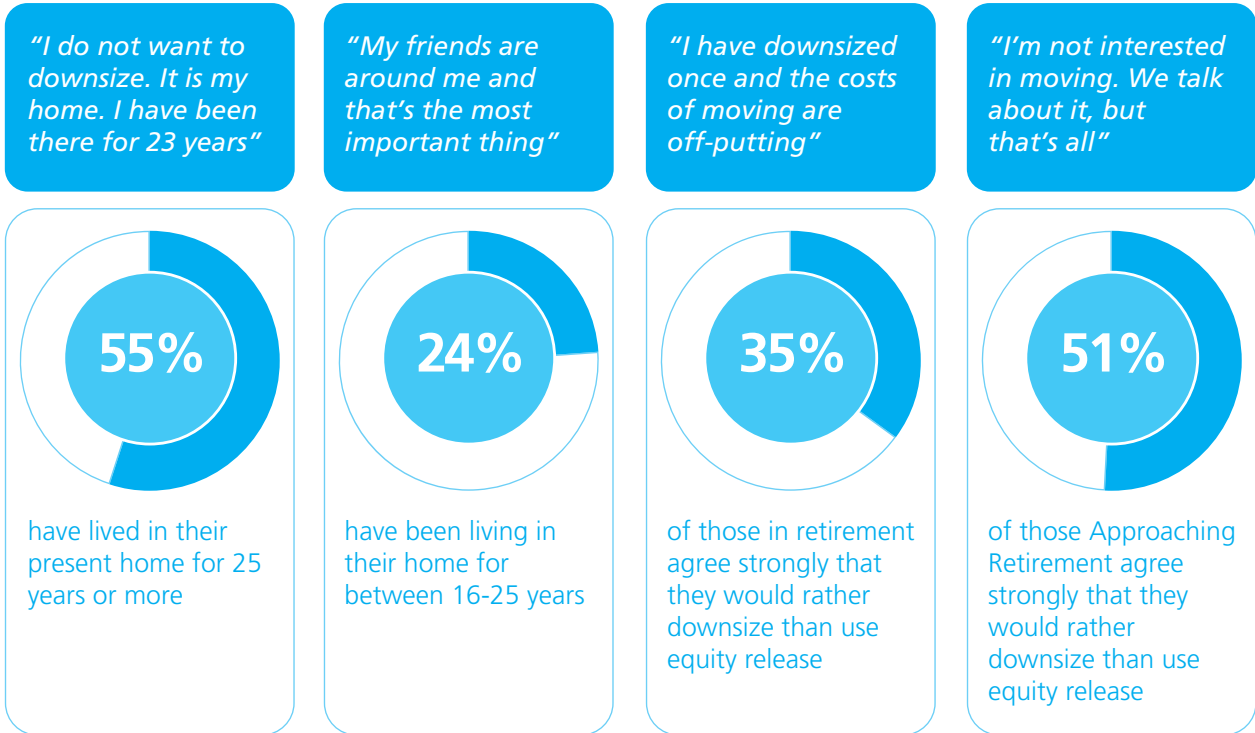 “I do not want to
downsize. It is my
home. I have been
there for 23 years”
“My friends are
around me and
that’s the most
important thing”
“I have downsized
once and the costs
of moving are
off-putting”
“I’m not interested
in moving. We talk
about it, but
that’s all”
55%
have lived in their
present home for 25
years or more
24%
have been living in
their home for
between 16-25 years
35%
of those in retirement
agree strongly that
they would rather
downsize than use
equity release
51%
of those Approaching
Retirement agree
strongly that they
would rather
downsize than use
equity release